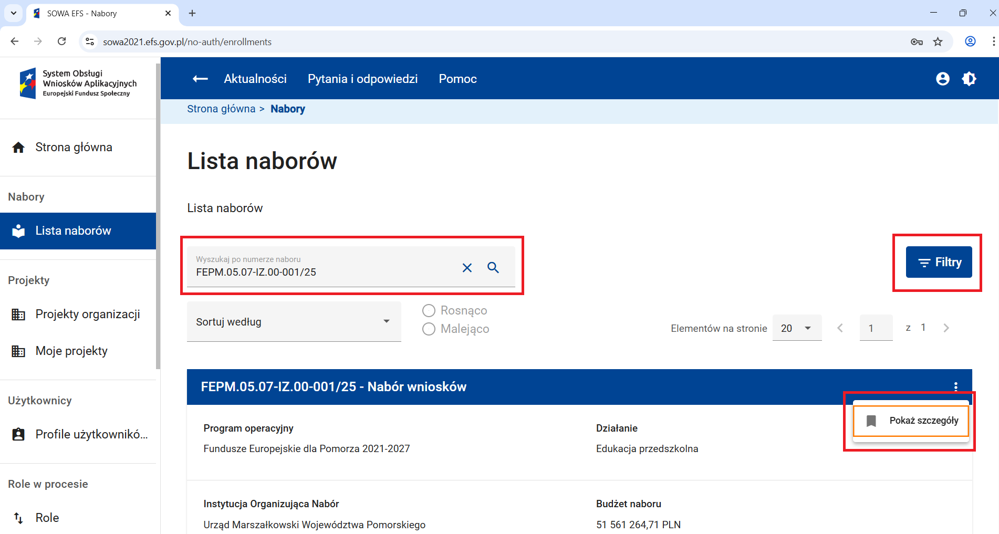 SOWA EFS - Nabory
sowa2021.efs.gov.pl/no-auth/enrollments
System Obsługi
Wniosków Aplikacyjnych
Europejski Fundusz Społeczny
Aktualności Pytania i odpowiedzi Pomoc
Strona główna > Nabory
Strona główna
Nabory
Lista naborów
Projekty
Projekty organizacji
Moje projekty
Użytkownicy
Profile użytkownikó...
Role w procesie
Role
Lista naborów
Lista naborów
Wyszukaj po numerze naboru
FEPM.05.07-IZ.00-001/25
Filtry
Sortuj według
Rosnąco
Malejąco
Elementów na stronie 20 1 z 1
FEPM.05.07-IZ.00-001/25 - Nabór wniosków
Pokaż szczegóły
Program operacyjny
Fundusze Europejskie dla Pomorza 2021-2027
Działanie
Edukacja przedszkolna
Instytucja Organizująca Nabór
Urząd Marszałkowski Województwa Pomorskiego
Budżet naboru
51 561 264,71 PLN